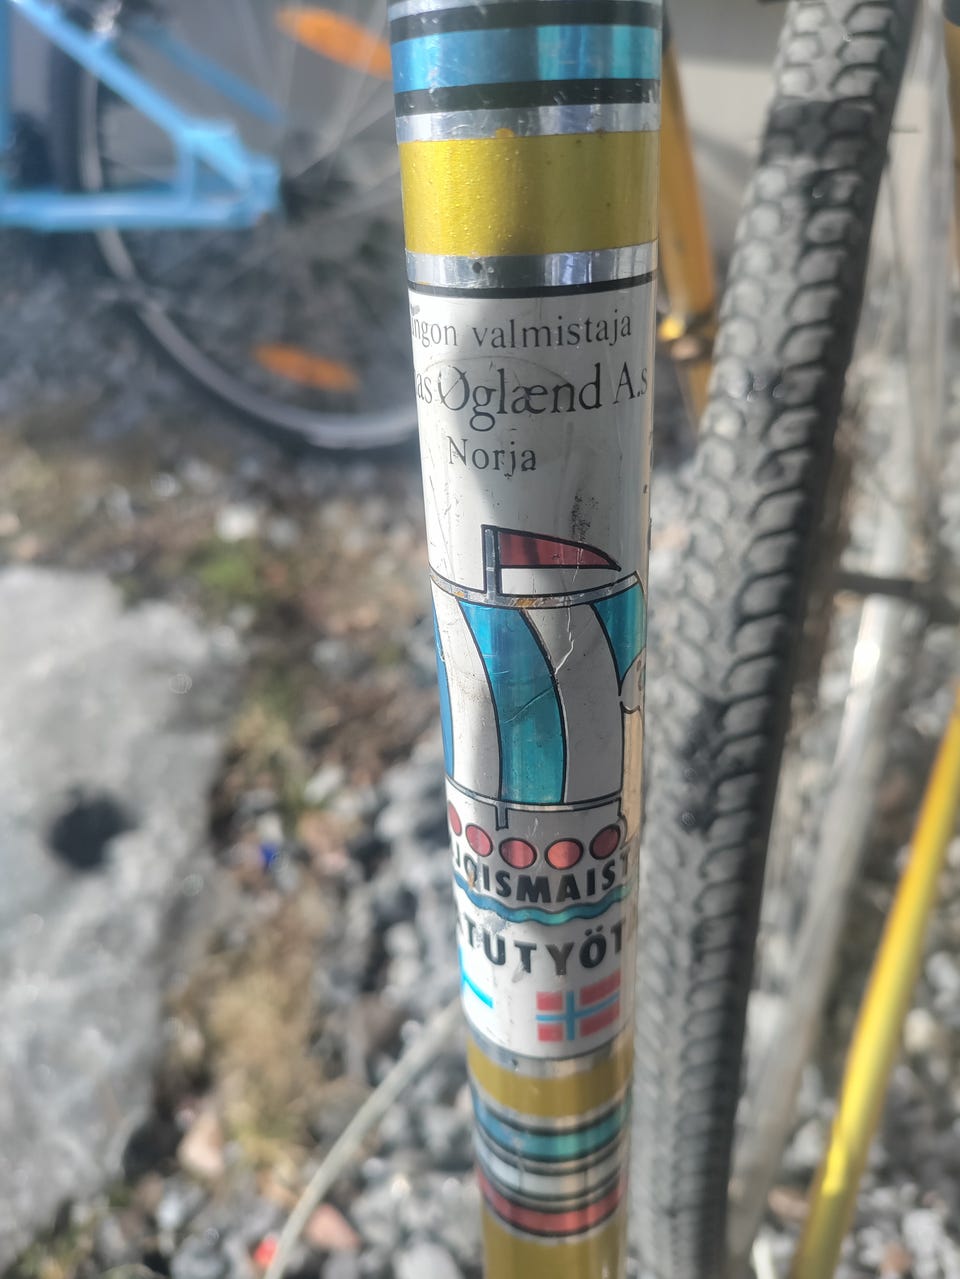 ngon valmistaja
as Øglænd A.s
Norja
JOISMAIST
TUTYÖT